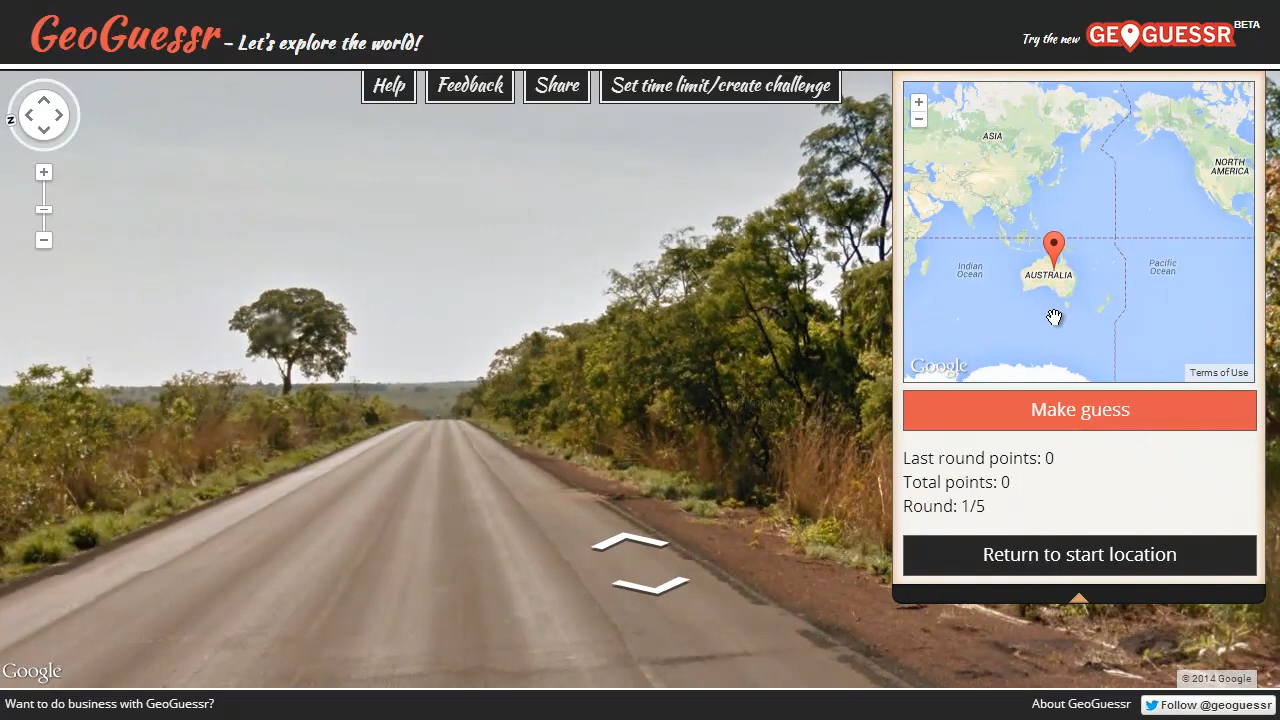 GeoGuessr – Let's explore the world!
Try the new GEOGUESSR BETA
Help
Feedback
Share
Set time limit/create challenge
N
+
−
+
−
ASIA
NORTH
AMERICA
AUSTRALIA
Indian
Ocean
Pacific
Ocean
Google
Terms of Use
Make guess
Last round points: 0
Total points: 0
Round: 1/5
Return to start location
Google
© 2014 Google
Want to do business with GeoGuessr?
About GeoGuessr
Follow @geoguessr